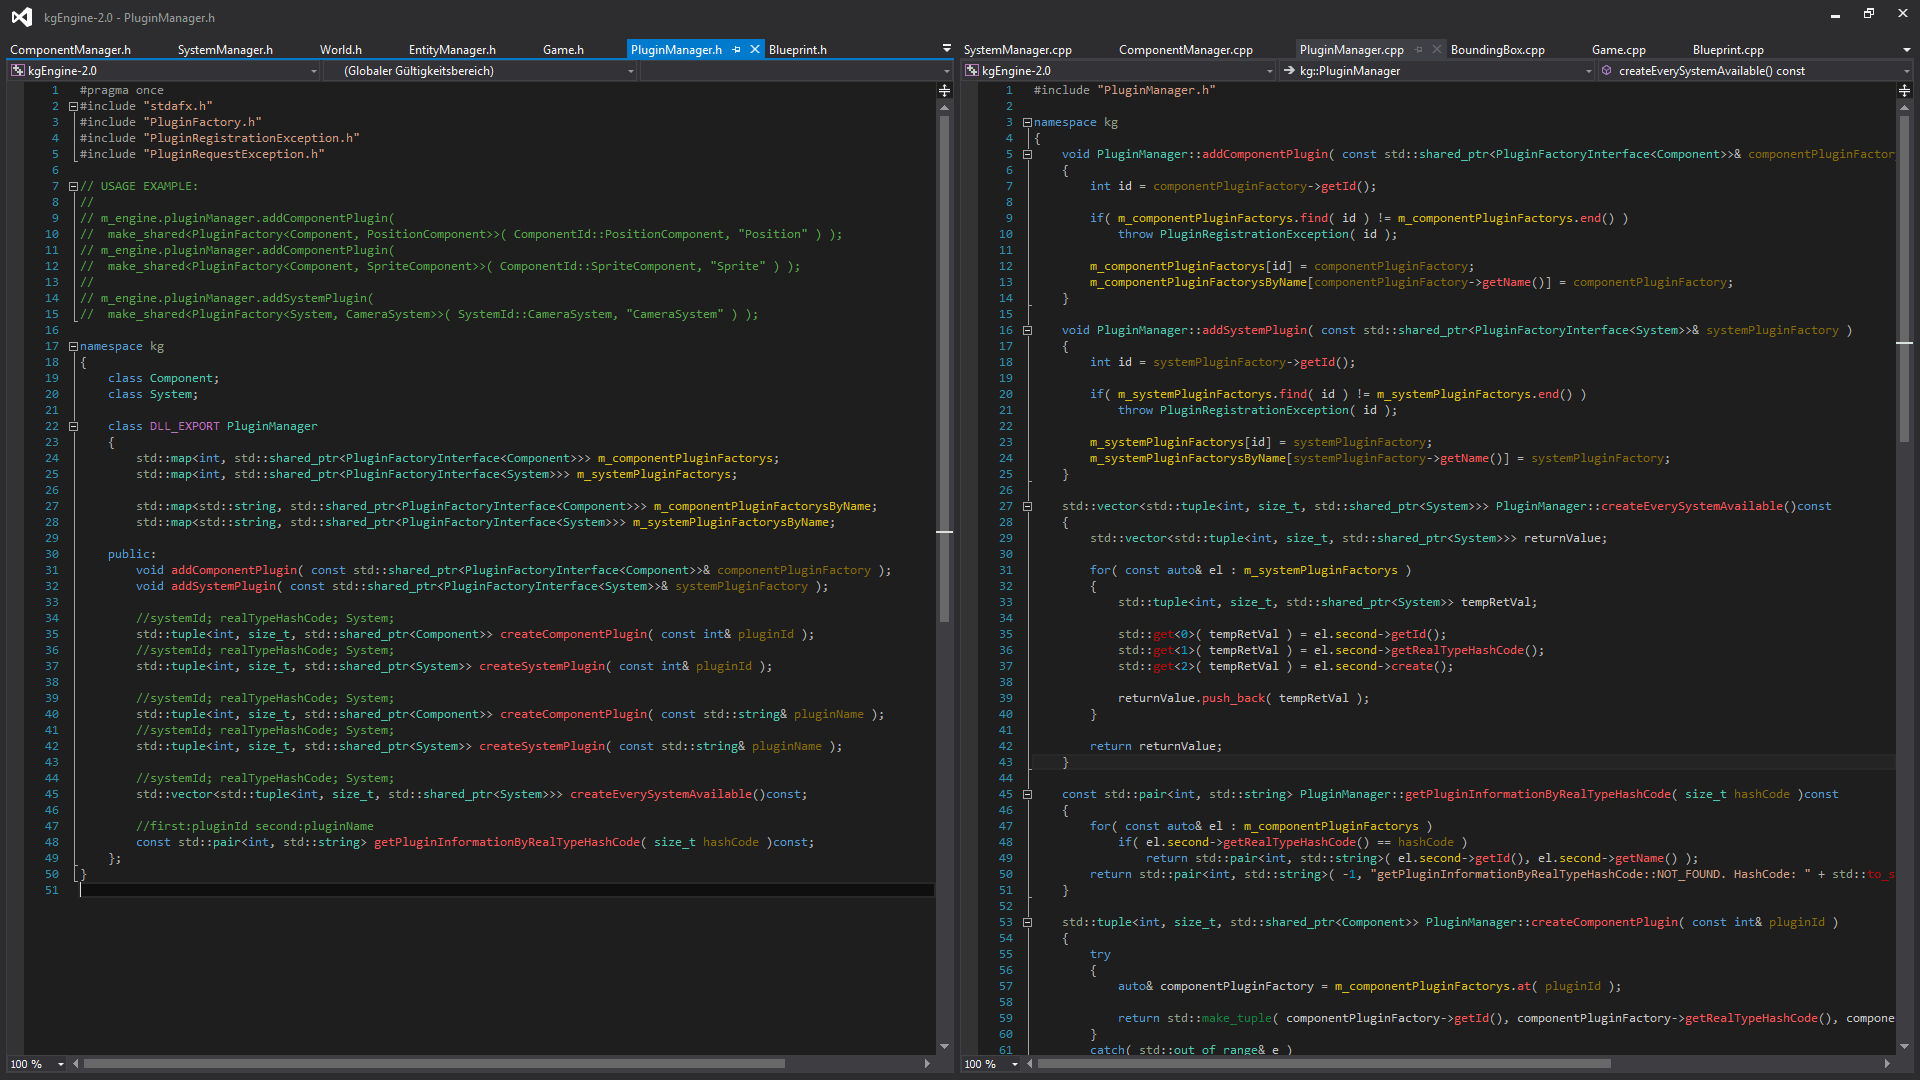 kgEngine-2.0 - PluginManager.h
ComponentManager.h SystemManager.h World.h EntityManager.h Game.h PluginManager.h Blueprint.h
kgEngine-2.0 (Globaler Gültigkeitsbereich)
1 #pragma once
2 #include "stdafx.h"
3 #include "PluginFactory.h"
4 #include "PluginRegistrationException.h"
5 #include "PluginRequestException.h"
6
7 // USAGE EXAMPLE:
8 //
9 // m_engine.pluginManager.addComponentPlugin(
10 //  make_shared<PluginFactory<Component, PositionComponent>>( ComponentId::PositionComponent, "Position" ) );
11 // m_engine.pluginManager.addComponentPlugin(
12 //  make_shared<PluginFactory<Component, SpriteComponent>>( ComponentId::SpriteComponent, "Sprite" ) );
13 //
14 // m_engine.pluginManager.addSystemPlugin(
15 //  make_shared<PluginFactory<System, CameraSystem>>( SystemId::CameraSystem, "CameraSystem" ) );
16
17 namespace kg
18 {
19     class Component;
20     class System;
21
22     class DLL_EXPORT PluginManager
23     {
24         std::map<int, std::shared_ptr<PluginFactoryInterface<Component>>> m_componentPluginFactorys;
25         std::map<int, std::shared_ptr<PluginFactoryInterface<System>>> m_systemPluginFactorys;
26
27         std::map<std::string, std::shared_ptr<PluginFactoryInterface<Component>>> m_componentPluginFactorysByName;
28         std::map<std::string, std::shared_ptr<PluginFactoryInterface<System>>> m_systemPluginFactorysByName;
29
30     public:
31         void addComponentPlugin( const std::shared_ptr<PluginFactoryInterface<Component>>& componentPluginFactory );
32         void addSystemPlugin( const std::shared_ptr<PluginFactoryInterface<System>>& systemPluginFactory );
33
34         //systemId; realTypeHashCode; System;
35         std::tuple<int, size_t, std::shared_ptr<Component>> createComponentPlugin( const int& pluginId );
36         //systemId; realTypeHashCode; System;
37         std::tuple<int, size_t, std::shared_ptr<System>> createSystemPlugin( const int& pluginId );
38
39         //systemId; realTypeHashCode; System;
40         std::tuple<int, size_t, std::shared_ptr<Component>> createComponentPlugin( const std::string& pluginName );
41         //systemId; realTypeHashCode; System;
42         std::tuple<int, size_t, std::shared_ptr<System>> createSystemPlugin( const std::string& pluginName );
43
44         //systemId; realTypeHashCode; System;
45         std::vector<std::tuple<int, size_t, std::shared_ptr<System>>> createEverySystemAvailable()const;
46
47         //first:pluginId second:pluginName
48         const std::pair<int, std::string> getPluginInformationByRealTypeHashCode( size_t hashCode )const;
49     };
50 }
51
100 %
SystemManager.cpp ComponentManager.cpp PluginManager.cpp BoundingBox.cpp Game.cpp Blueprint.cpp
kgEngine-2.0 kg::PluginManager createEverySystemAvailable() const
1 #include "PluginManager.h"
2
3 namespace kg
4 {
5     void PluginManager::addComponentPlugin( const std::shared_ptr<PluginFactoryInterface<Component>>& componentPluginFactor
6     {
7         int id = componentPluginFactory->getId();
8
9         if( m_componentPluginFactorys.find( id ) != m_componentPluginFactorys.end() )
10             throw PluginRegistrationException( id );
11
12         m_componentPluginFactorys[id] = componentPluginFactory;
13         m_componentPluginFactorysByName[componentPluginFactory->getName()] = componentPluginFactory;
14     }
15
16     void PluginManager::addSystemPlugin( const std::shared_ptr<PluginFactoryInterface<System>>& systemPluginFactory )
17     {
18         int id = systemPluginFactory->getId();
19
20         if( m_systemPluginFactorys.find( id ) != m_systemPluginFactorys.end() )
21             throw PluginRegistrationException( id );
22
23         m_systemPluginFactorys[id] = systemPluginFactory;
24         m_systemPluginFactorysByName[systemPluginFactory->getName()] = systemPluginFactory;
25     }
26
27     std::vector<std::tuple<int, size_t, std::shared_ptr<System>>> PluginManager::createEverySystemAvailable()const
28     {
29         std::vector<std::tuple<int, size_t, std::shared_ptr<System>>> returnValue;
30
31         for( const auto& el : m_systemPluginFactorys )
32         {
33             std::tuple<int, size_t, std::shared_ptr<System>> tempRetVal;
34
35             std::get<0>( tempRetVal ) = el.second->getId();
36             std::get<1>( tempRetVal ) = el.second->getRealTypeHashCode();
37             std::get<2>( tempRetVal ) = el.second->create();
38
39             returnValue.push_back( tempRetVal );
40         }
41
42         return returnValue;
43     }
44
45     const std::pair<int, std::string> PluginManager::getPluginInformationByRealTypeHashCode( size_t hashCode )const
46     {
47         for( const auto& el : m_componentPluginFactorys )
48             if( el.second->getRealTypeHashCode() == hashCode )
49                 return std::pair<int, std::string>( el.second->getId(), el.second->getName() );
50         return std::pair<int, std::string>( -1, "getPluginInformationByRealTypeHashCode::NOT_FOUND. HashCode: " + std::to_s
51     }
52
53     std::tuple<int, size_t, std::shared_ptr<Component>> PluginManager::createComponentPlugin( const int& pluginId )
54     {
55         try
56         {
57             auto& componentPluginFactory = m_componentPluginFactorys.at( pluginId );
58
59             return std::make_tuple( componentPluginFactory->getId(), componentPluginFactory->getRealTypeHashCode(), compone
60         }
61         catch( std::out_of_range& e )
100 %